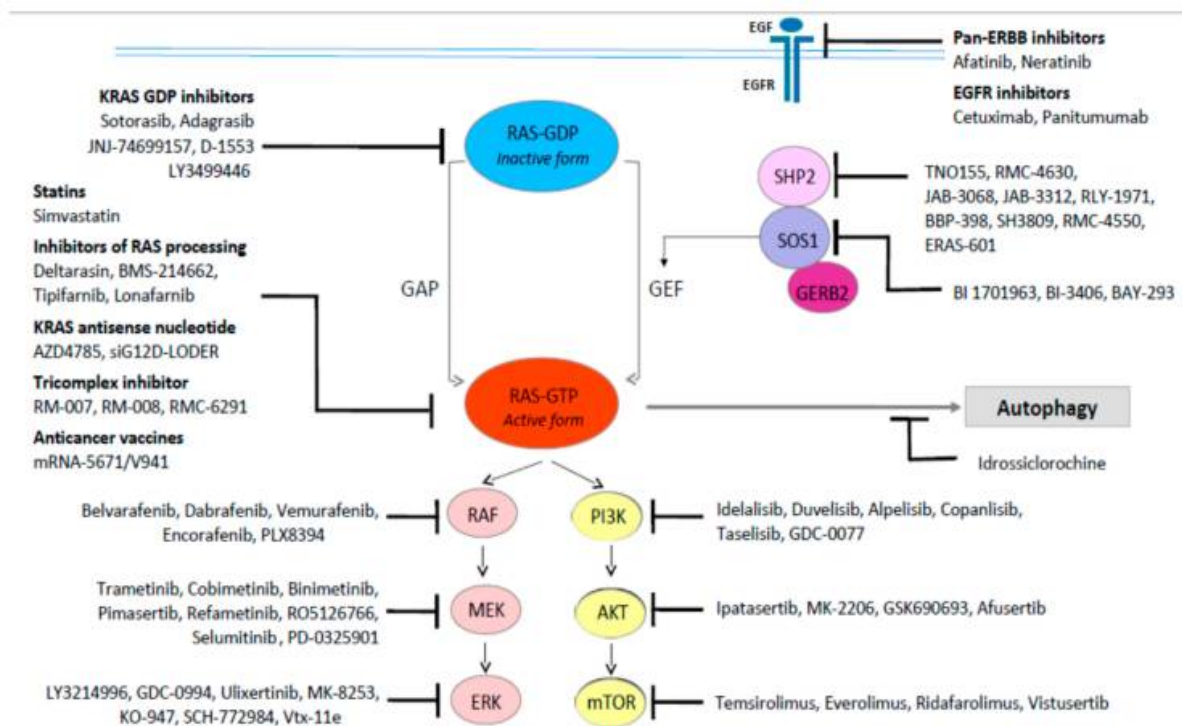 EGF
EGFR
Pan-ERBB inhibitors
Afatinib, Neratinib
EGFR inhibitors
Cetuximab, Panitumumab
KRAS GDP inhibitors
Sotorasib, Adagrasib
JNJ-74699157, D-1553
LY3499446
RAS-GDP
Inactive form
SHP2
SOS1
GERB2
TNO155, RMC-4630,
JAB-3068, JAB-3312, RLY-1971,
BBP-398, SH3809, RMC-4550,
ERAS-601
BI 1701963, BI-3406, BAY-293
Statins
Simvastatin
Inhibitors of RAS processing
Deltarasin, BMS-214662,
Tipifarnib, Lonafarnib
KRAS antisense nucleotide
AZD4785, siG12D-LODER
Tricomplex inhibitor
RM-007, RM-008, RMC-6291
Anticancer vaccines
mRNA-5671/V941
GAP
GEF
RAS-GTP
Active form
Autophagy
Idrossiclorochine
Belvarafenib, Dabrafenib, Vemurafenib,
Encorafenib, PLX8394
RAF
PI3K
Idelalisib, Duvelisib, Alpelisib, Copanlisib,
Taselisib, GDC-0077
Trametinib, Cobimetinib, Binimetinib,
Pimasertib, Refametinib, RO5126766,
Selumitinib, PD-0325901
MEK
AKT
Ipatasertib, MK-2206, GSK690693, Afusertib
LY3214996, GDC-0994, Ulixertinib, MK-8253,
KO-947, SCH-772984, Vtx-11e
ERK
mTOR
Temsirolimus, Everolimus, Ridafarolimus, Vistusertib